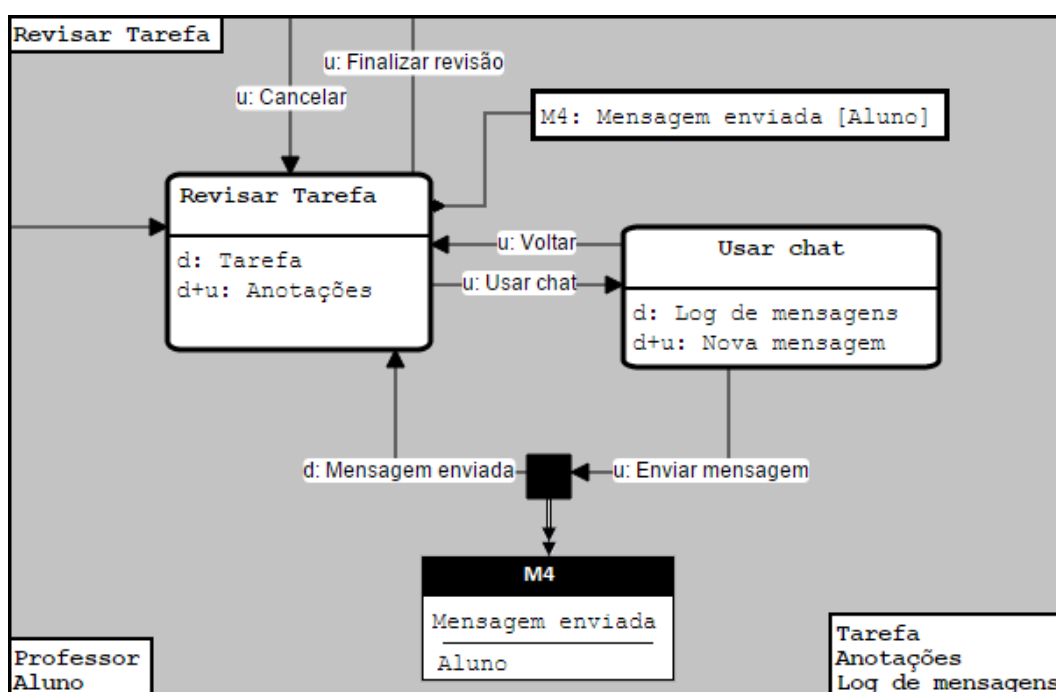 Revisar Tarefa
u: Finalizar revisão
u: Cancelar
M4: Mensagem enviada [Aluno]
Revisar Tarefa
d: Tarefa
d+u: Anotações
u: Voltar
u: Usar chat
Usar chat
d: Log de mensagens
d+u: Nova mensagem
d: Mensagem enviada
u: Enviar mensagem
M4
Mensagem enviada
Aluno
Professor
Aluno
Tarefa
Anotações
Log de mensagens